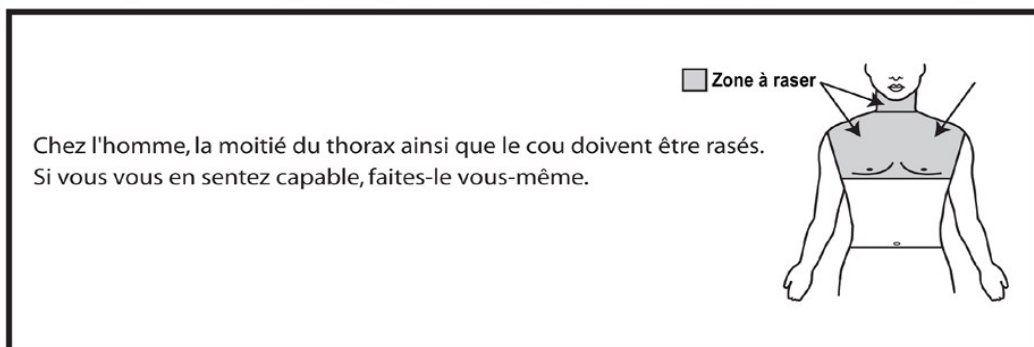 Zone à raser
Chez l'homme, la moitié du thorax ainsi que le cou doivent être rasés.
Si vous vous en sentez capable, faites-le vous-même.